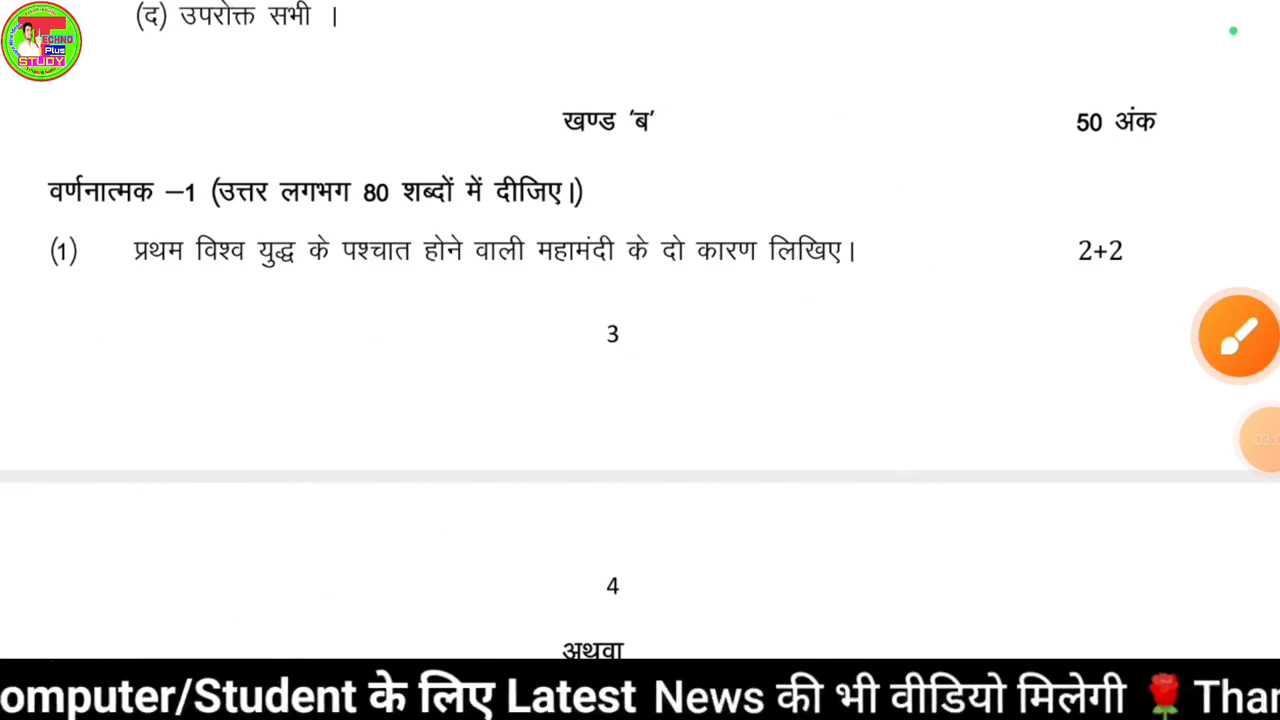 (द) उपरोक्त सभी ।
TECHNO
Plus
STUDY
खण्ड 'ब'
50 अंक
वर्णनात्मक –1 (उत्तर लगभग 80 शब्दों में दीजिए।)
(1) प्रथम विश्व युद्ध के पश्चात होने वाली महामंदी के दो कारण लिखिए। 2+2
3
4
अथवा
omputer/Student के लिए Latest News की भी वीडियो मिलेगी 🌹 Than